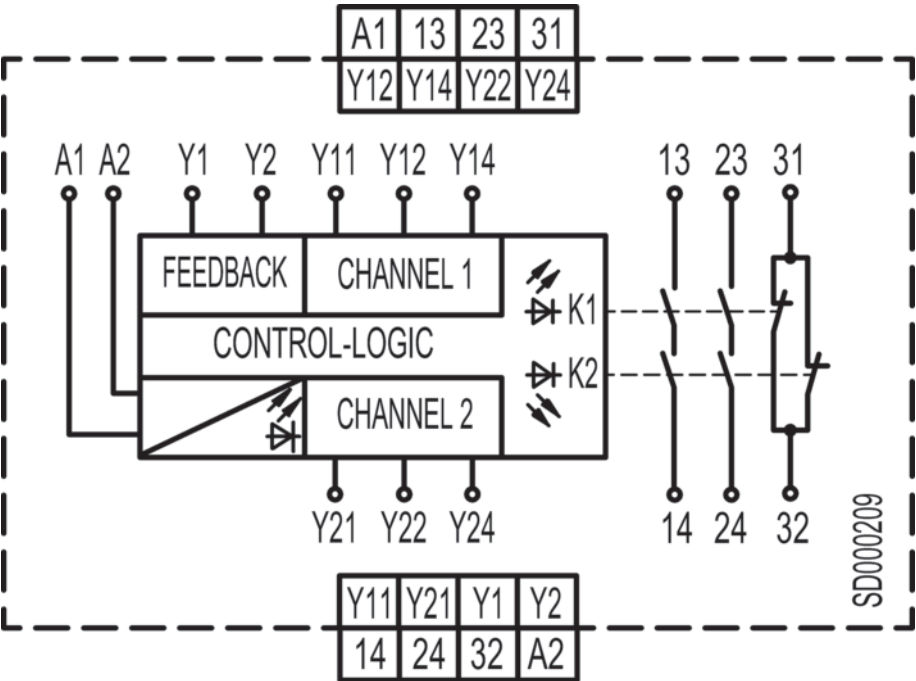 A1 13 23 31
Y12 Y14 Y22 Y24
A1 A2 Y1 Y2 Y11 Y12 Y14 13 23 31
FEEDBACK CHANNEL 1
K1
CONTROL-LOGIC
K2
CHANNEL 2
Y21 Y22 Y24 14 24 32
SD000209
Y11 Y21 Y1 Y2
14 24 32 A2